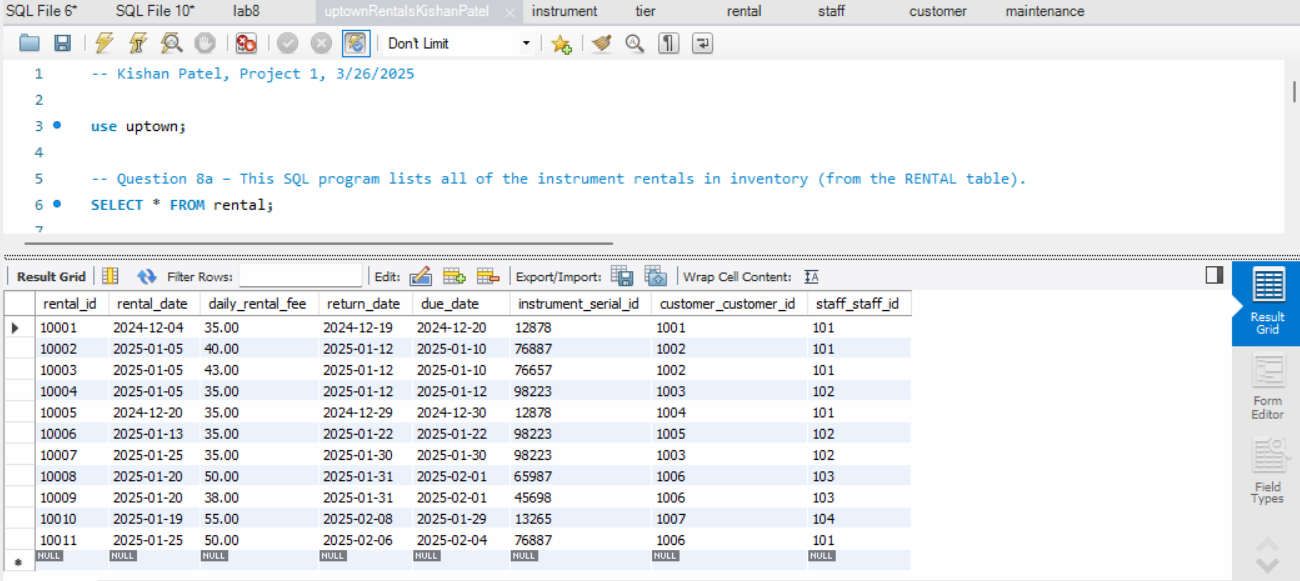 SQL File 6* SQL File 10* lab8 uptownRentalsKishanPatel instrument tier rental staff customer maintenance
Don't Limit
1 -- Kishan Patel, Project 1, 3/26/2025
2
3 use uptown;
4
5 -- Question 8a – This SQL program lists all of the instrument rentals in inventory (from the RENTAL table).
6 SELECT * FROM rental;
7
Result Grid Filter Rows: Edit: Export/Import: Wrap Cell Content:
rental_id rental_date daily_rental_fee return_date due_date instrument_serial_id customer_customer_id staff_staff_id
10001 2024-12-04 35.00 2024-12-19 2024-12-20 12878 1001 101
10002 2025-01-05 40.00 2025-01-12 2025-01-10 76887 1002 101
10003 2025-01-05 43.00 2025-01-12 2025-01-10 76657 1002 101
10004 2025-01-05 35.00 2025-01-12 2025-01-12 98223 1003 102
10005 2024-12-20 35.00 2024-12-29 2024-12-30 12878 1004 101
10006 2025-01-13 35.00 2025-01-22 2025-01-22 98223 1005 102
10007 2025-01-25 35.00 2025-01-30 2025-01-30 98223 1003 102
10008 2025-01-20 50.00 2025-01-31 2025-02-01 65987 1006 103
10009 2025-01-20 38.00 2025-01-31 2025-02-01 45698 1006 103
10010 2025-01-19 55.00 2025-02-08 2025-01-29 13265 1007 104
10011 2025-01-25 50.00 2025-02-06 2025-02-04 76887 1006 101
NULL NULL NULL NULL NULL NULL NULL NULL
Result
Grid
Form
Editor
Field
Types